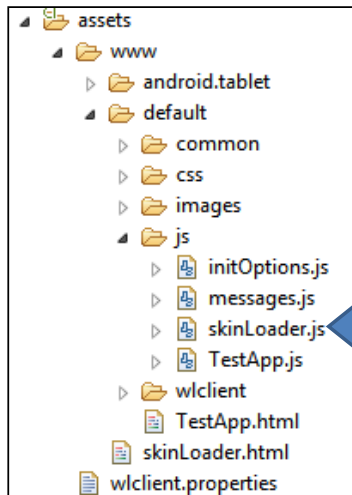 assets
www
android.tablet
default
common
css
images
js
initOptions.js
messages.js
skinLoader.js
TestApp.js
wlclient
TestApp.html
skinLoader.html
wlclient.properties